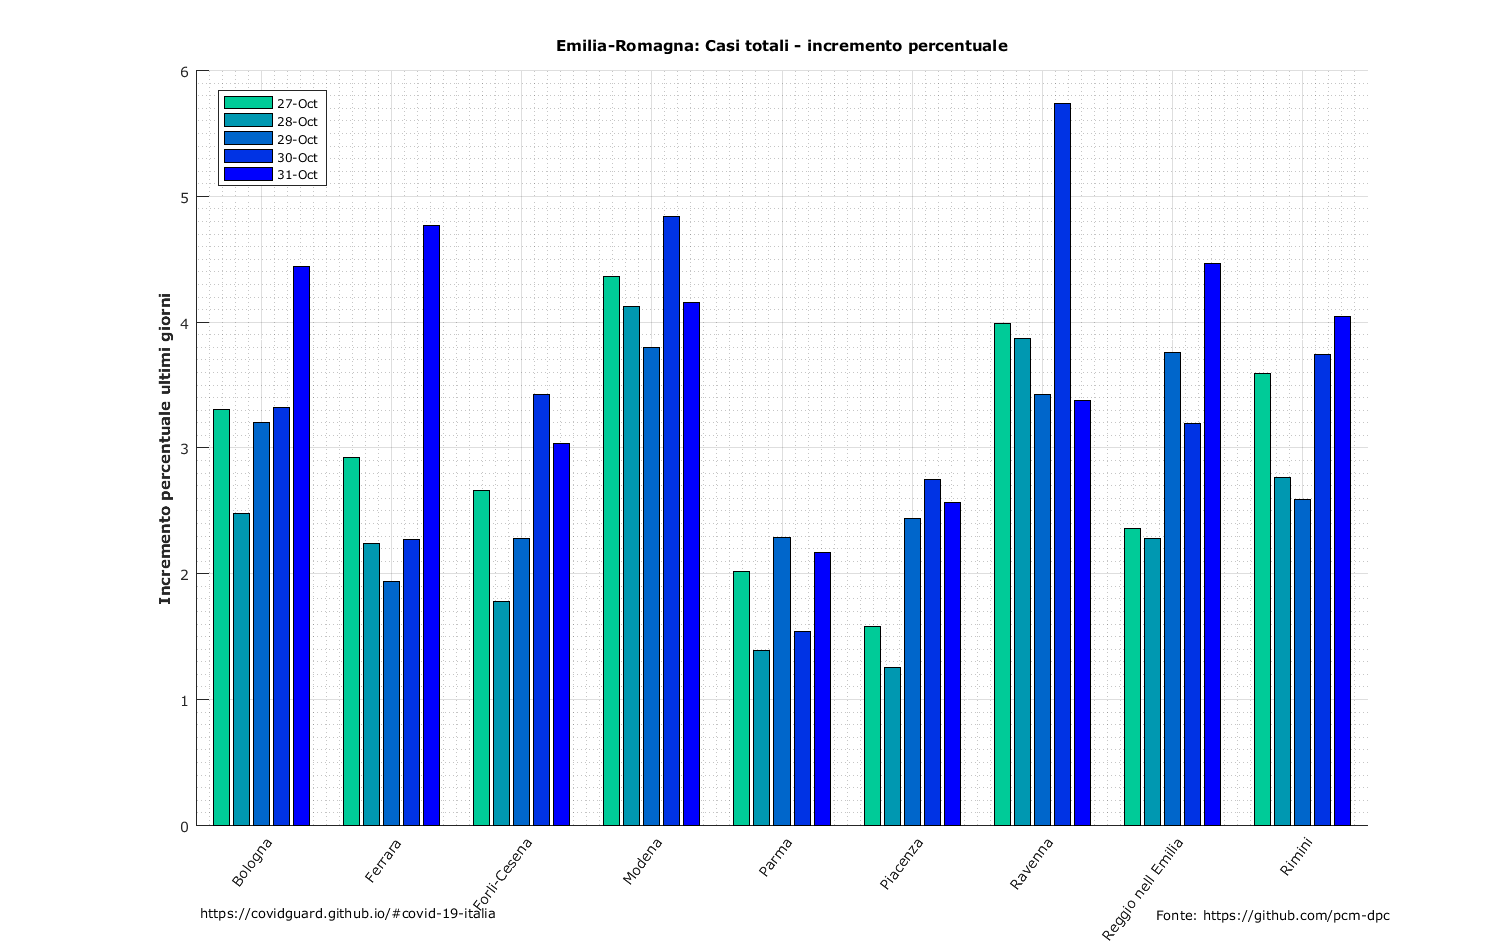 Emilia-Romagna: Casi totali - incremento percentuale
6
5
4
3
2
1
0
27-Oct
28-Oct
29-Oct
30-Oct
31-Oct
Incremento percentuale ultimi giorni
Bologna
Ferrara
Forlì-Cesena
Modena
Parma
Piacenza
Ravenna
Reggio nell Emilia
Rimini
https://covidguard.github.io/#covid-19-italia
Fonte: https://github.com/pcm-dpc